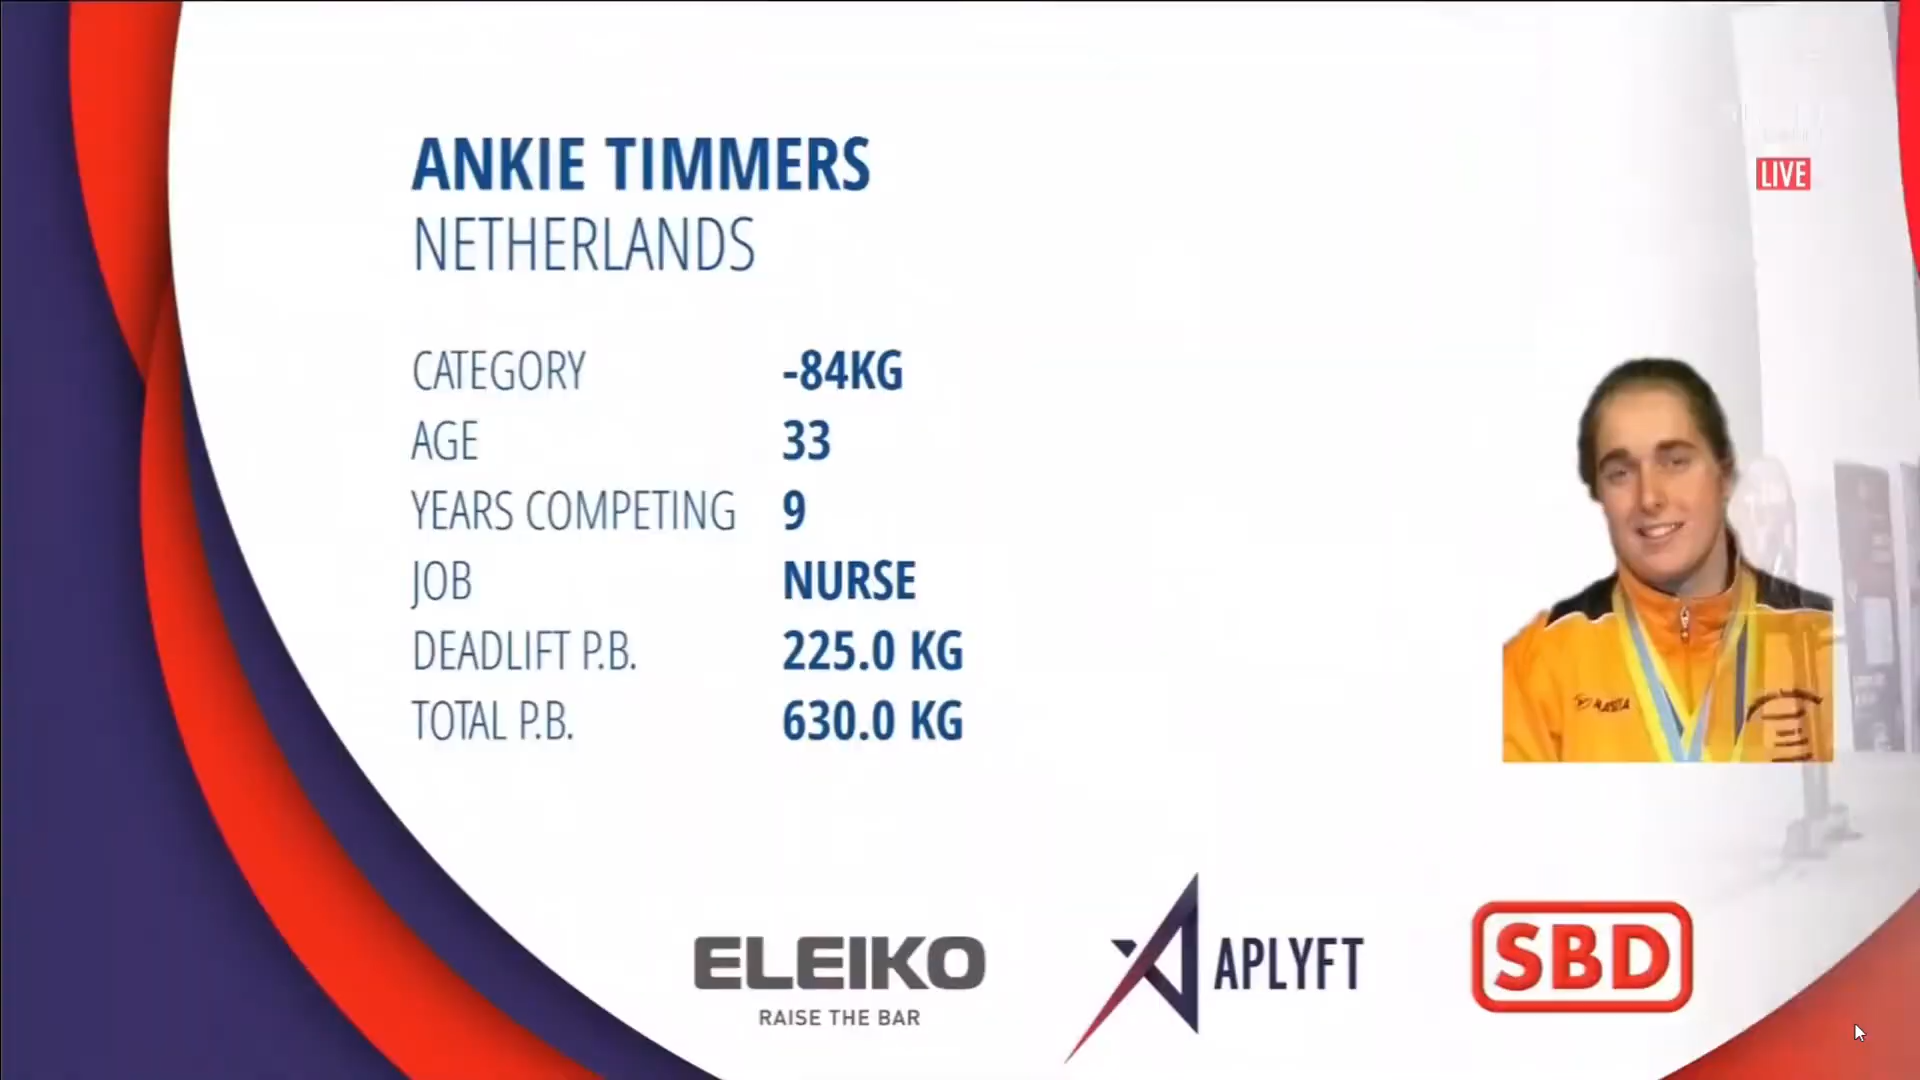 ANKIE TIMMERS
NETHERLANDS
LIVE
CATEGORY -84KG
AGE 33
YEARS COMPETING 9
JOB NURSE
DEADLIFT P.B. 225.0 KG
TOTAL P.B. 630.0 KG
ELEIKO
RAISE THE BAR
APLYFT
SBD